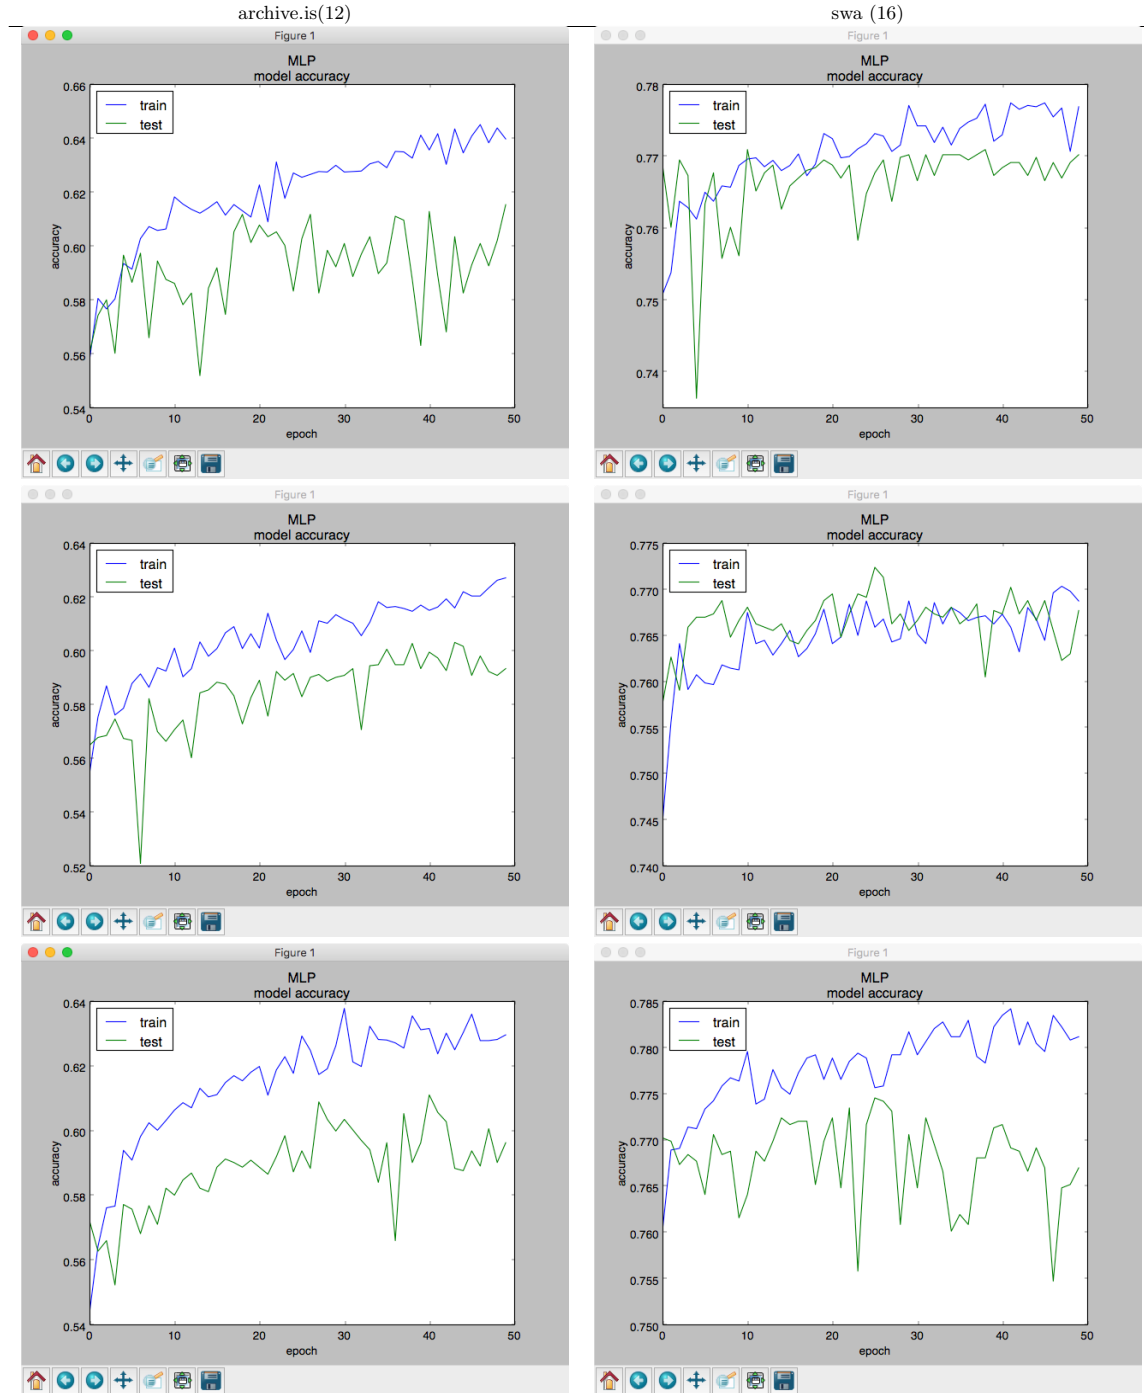 archive.is(12) swa (16)
Figure 1 Figure 1
MLP
model accuracy
train
test
0.66
0.64
0.62
0.60
0.58
0.56
0.54
accuracy
0 10 20 30 40 50
epoch
MLP
model accuracy
train
test
0.78
0.77
0.76
0.75
0.74
accuracy
0 10 20 30 40 50
epoch
Figure 1 Figure 1
MLP
model accuracy
train
test
0.64
0.62
0.60
0.58
0.56
0.54
0.52
accuracy
0 10 20 30 40 50
epoch
MLP
model accuracy
train
test
0.775
0.770
0.765
0.760
0.755
0.750
0.745
0.740
accuracy
0 10 20 30 40 50
epoch
Figure 1 Figure 1
MLP
model accuracy
train
test
0.64
0.62
0.60
0.58
0.56
0.54
accuracy
0 10 20 30 40 50
epoch
MLP
model accuracy
train
test
0.785
0.780
0.775
0.770
0.765
0.760
0.755
0.750
accuracy
0 10 20 30 40 50
epoch